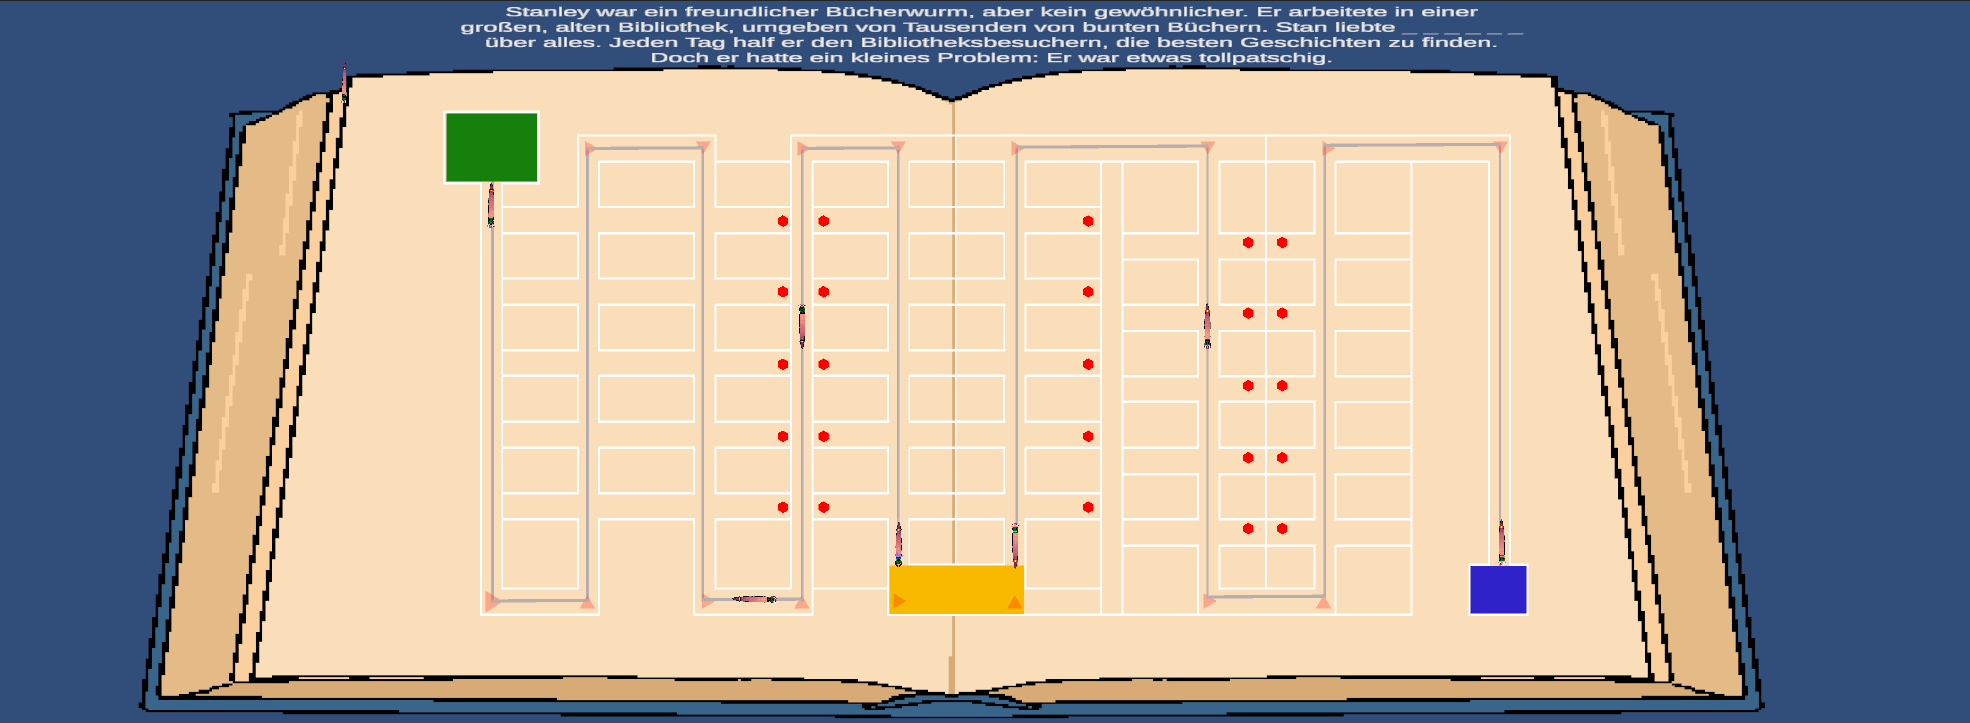 Stanley war ein freundlicher Bücherwurm, aber kein gewöhnlicher. Er arbeitete in einer
großen, alten Bibliothek, umgeben von Tausenden von bunten Büchern. Stan liebte _ _ _ _ _ _ _
über alles. Jeden Tag half er den Bibliotheksbesuchern, die besten Geschichten zu finden.
Doch er hatte ein kleines Problem: Er war etwas tollpatschig.